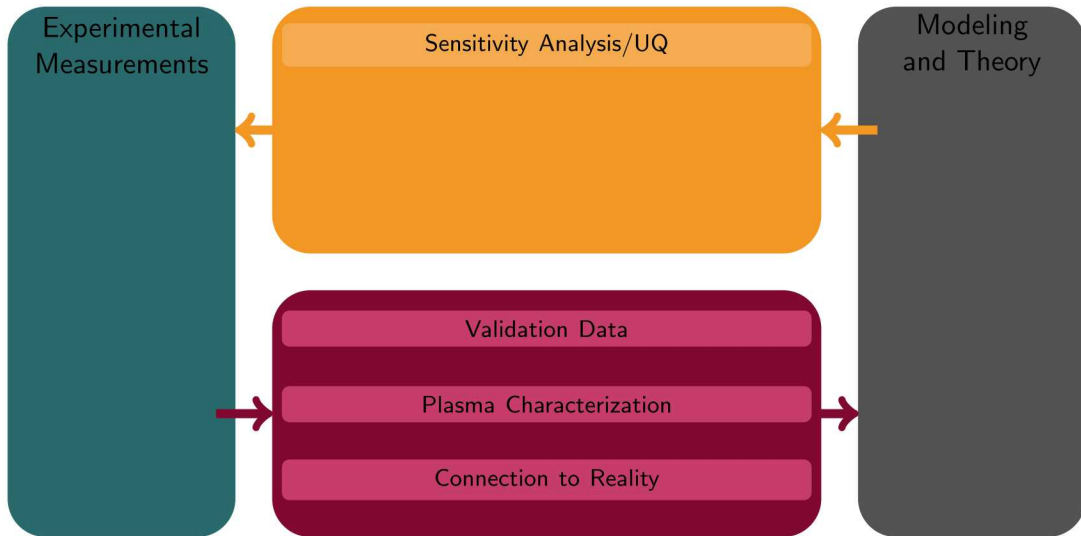 Experimental
Measurements
Sensitivity Analysis/UQ
Modeling
and Theory
Validation Data
Plasma Characterization
Connection to Reality